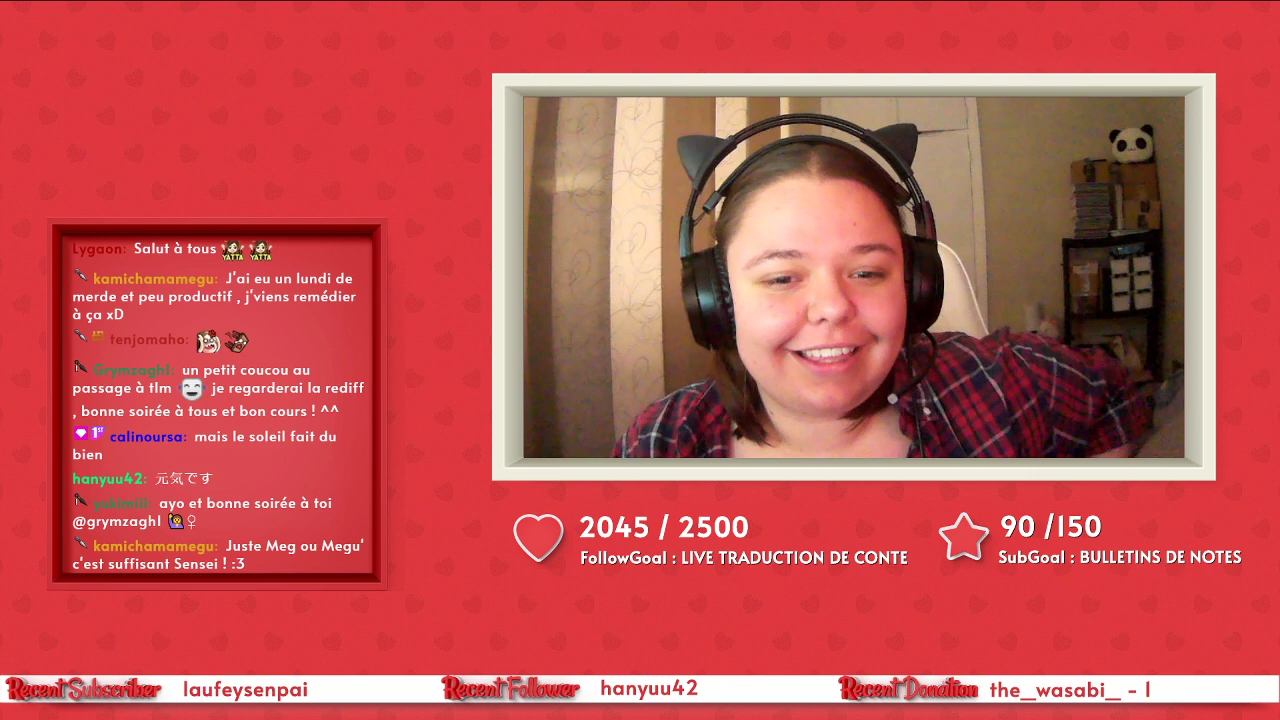 Lygaon: Salut à tous YATTA YATTA
kamichamamegu: J'ai eu un lundi de
merde et peu productif , j'viens remédier
à ça xD
tenjomaho:
Grymzaghl: un petit coucou au
passage à tlm je regarderai la rediff
, bonne soirée à tous et bon cours ! ^^
1st calinoursa: mais le soleil fait du
bien
hanyuu42: 元気です
yukimiii: ayo et bonne soirée à toi
@grymzaghl
kamichamamegu: Juste Meg ou Megu'
c'est suffisant Sensei ! :3
2045 / 2500
FollowGoal : LIVE TRADUCTION DE CONTE
90 /150
SubGoal : BULLETINS DE NOTES
Recent Subscriber laufeysenpai
Recent Follower hanyuu42
Recent Donation the_wasabi_ - 1